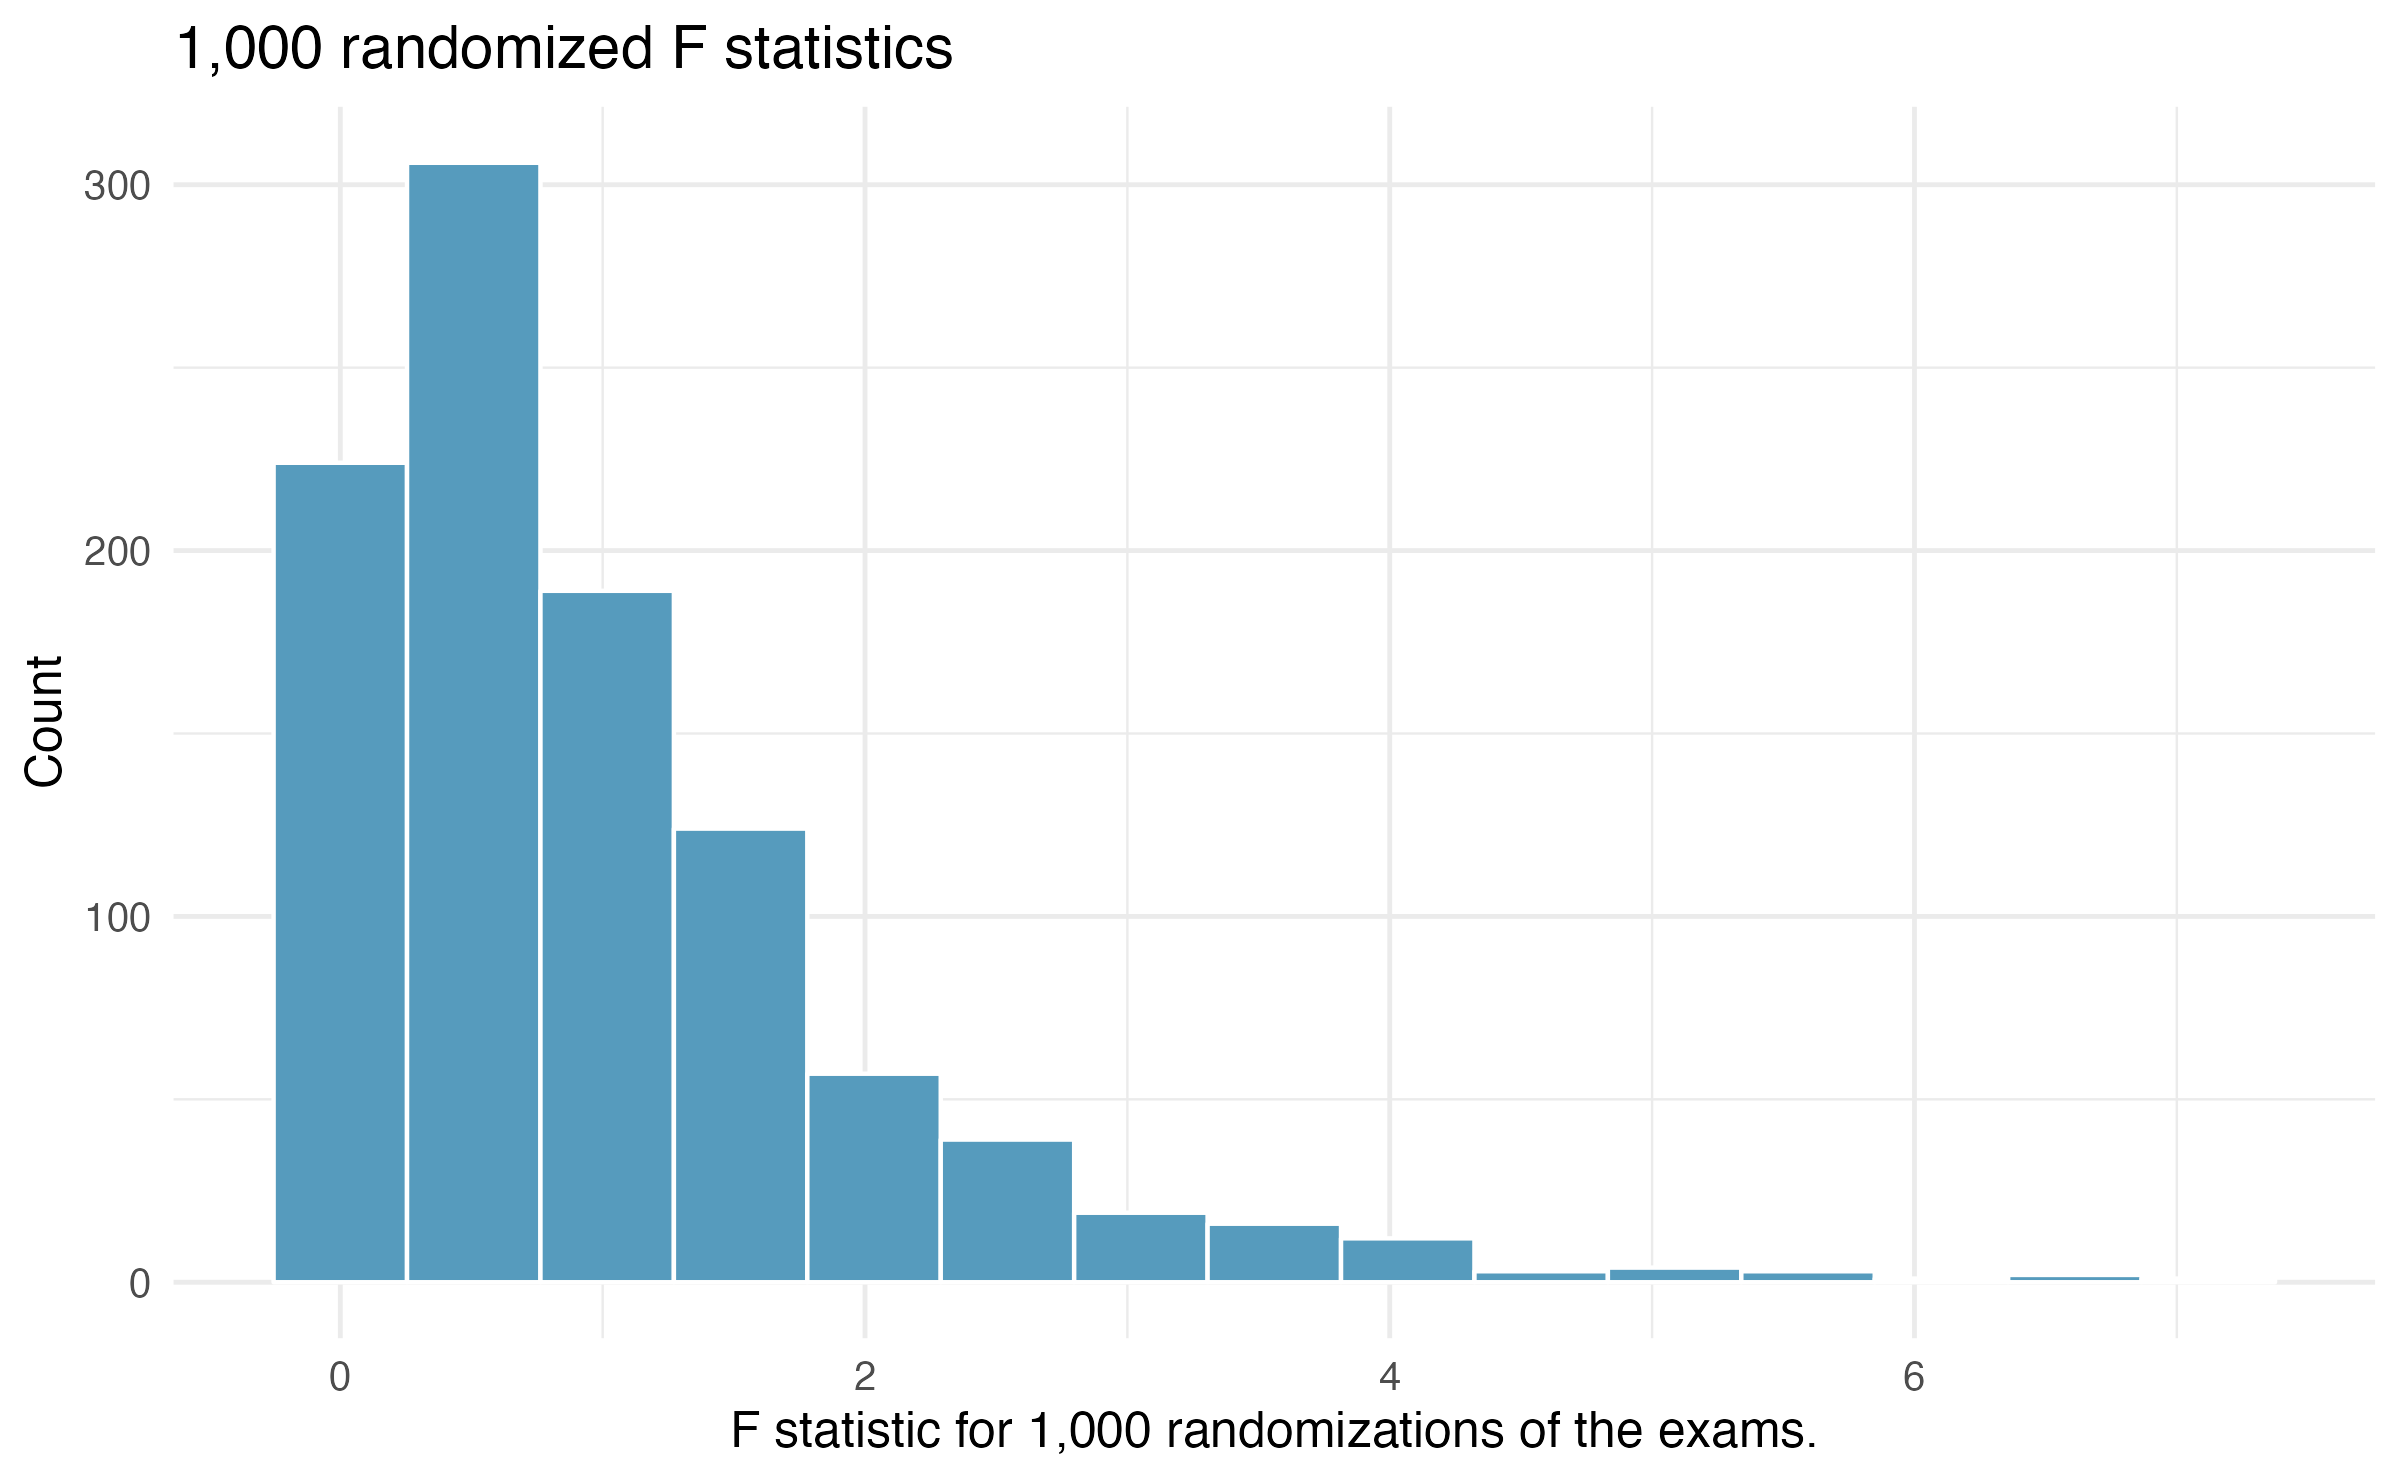 1,000 randomized F statistics
300
200
100
0
Count
0 2 4 6
F statistic for 1,000 randomizations of the exams.